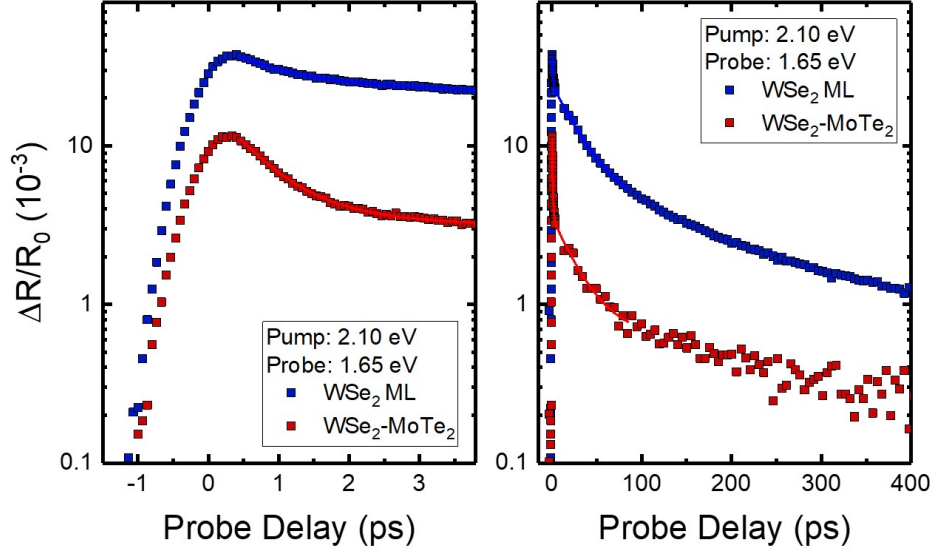 ΔR/R₀ (10⁻³)
10
1
0.1
Pump: 2.10 eV
Probe: 1.65 eV
WSe₂ ML
WSe₂-MoTe₂
-1 0 1 2 3
Probe Delay (ps)
Pump: 2.10 eV
Probe: 1.65 eV
WSe₂ ML
WSe₂-MoTe₂
10
1
0.1
0 100 200 300 400
Probe Delay (ps)